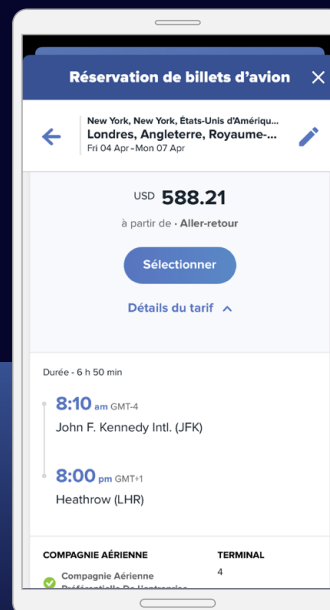 Réservation de billets d'avion
New York, New York, États-Unis d'Amériqu...
Londres, Angleterre, Royaume-...
Fri 04 Apr-Mon 07 Apr
USD 588.21
à partir de • Aller-retour
Sélectionner
Détails du tarif
Durée - 6 h 50 min
8:10 am GMT-4
John F. Kennedy Intl. (JFK)
8:00 pm GMT+1
Heathrow (LHR)
COMPAGNIE AÉRIENNE TERMINAL
Compagnie Aérienne 4